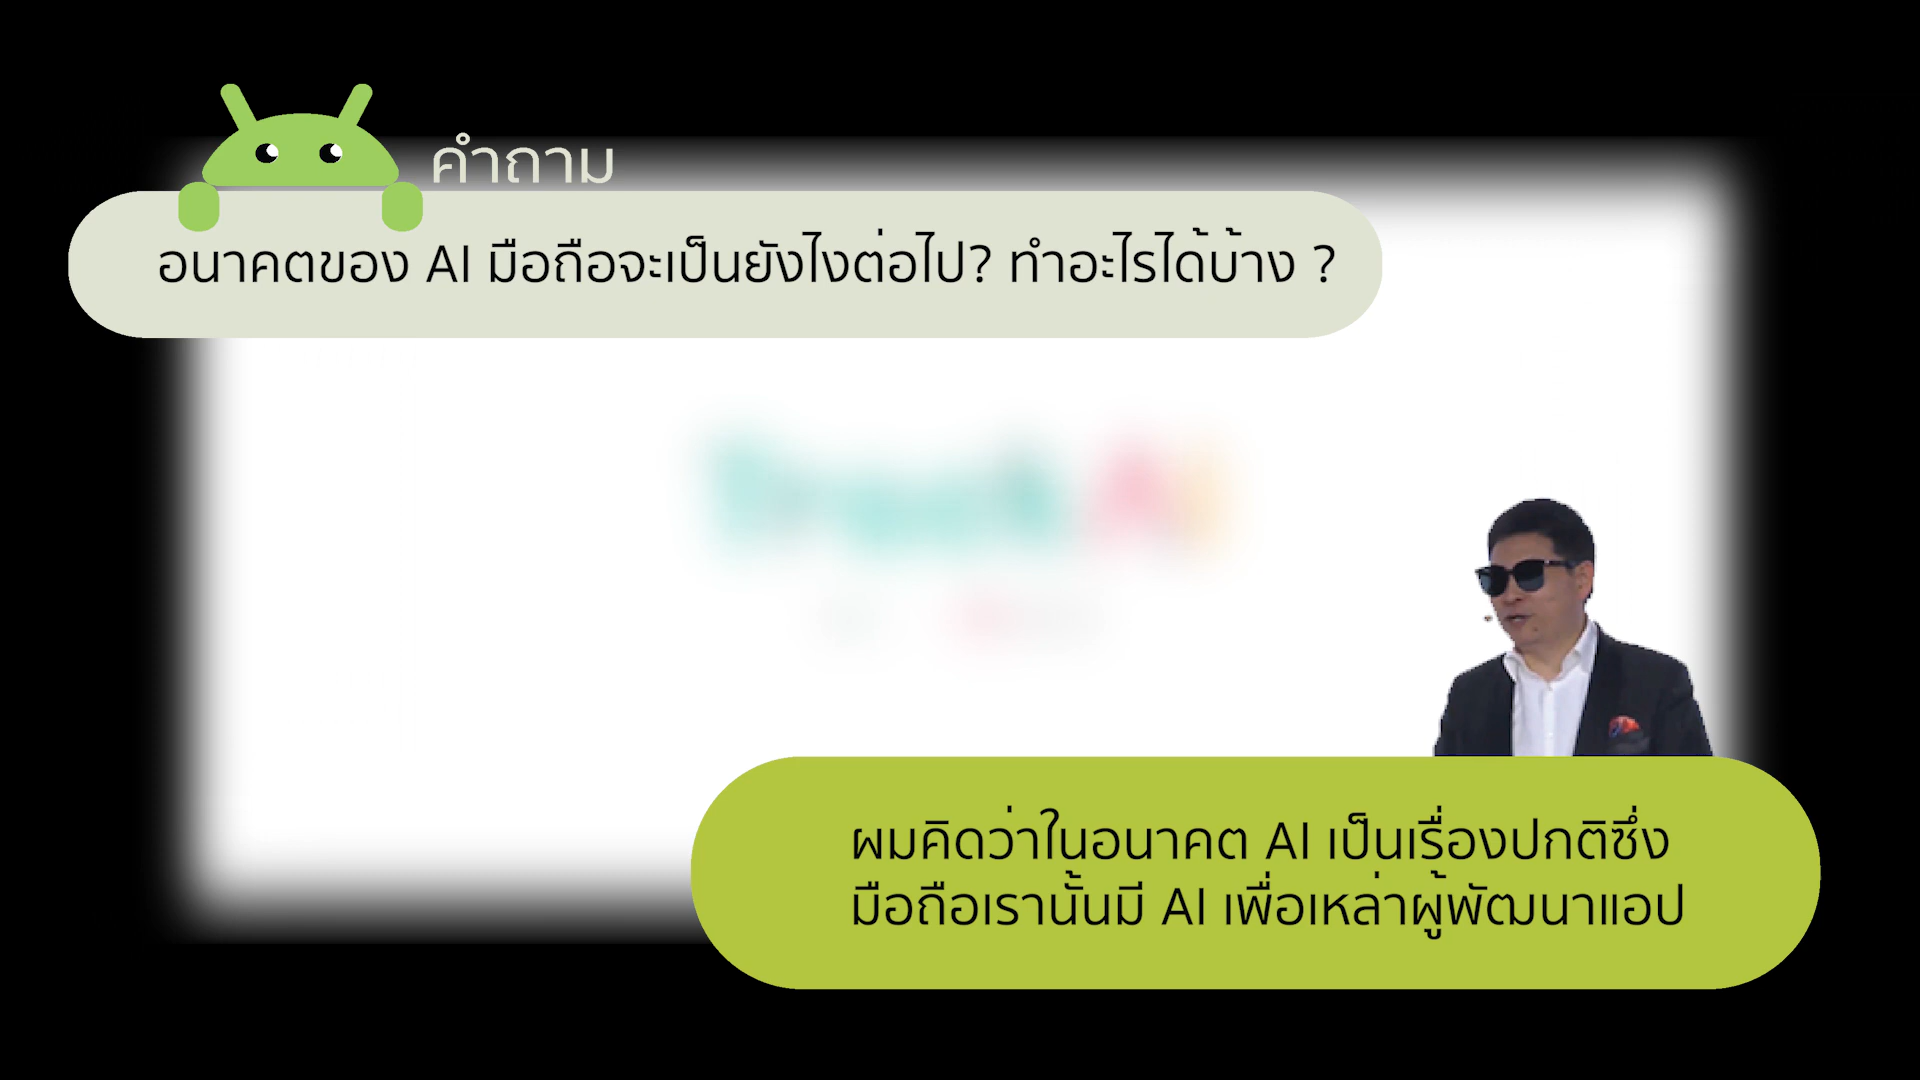 คำถาม
อนาคตของ AI มือถือจะเป็นยังไงต่อไป? ทำอะไรได้บ้าง ?
ผมคิดว่าในอนาคต AI เป็นเรื่องปกติซึ่ง
มือถือเรานั้นมี AI เพื่อเหล่าผู้พัฒนาแอป